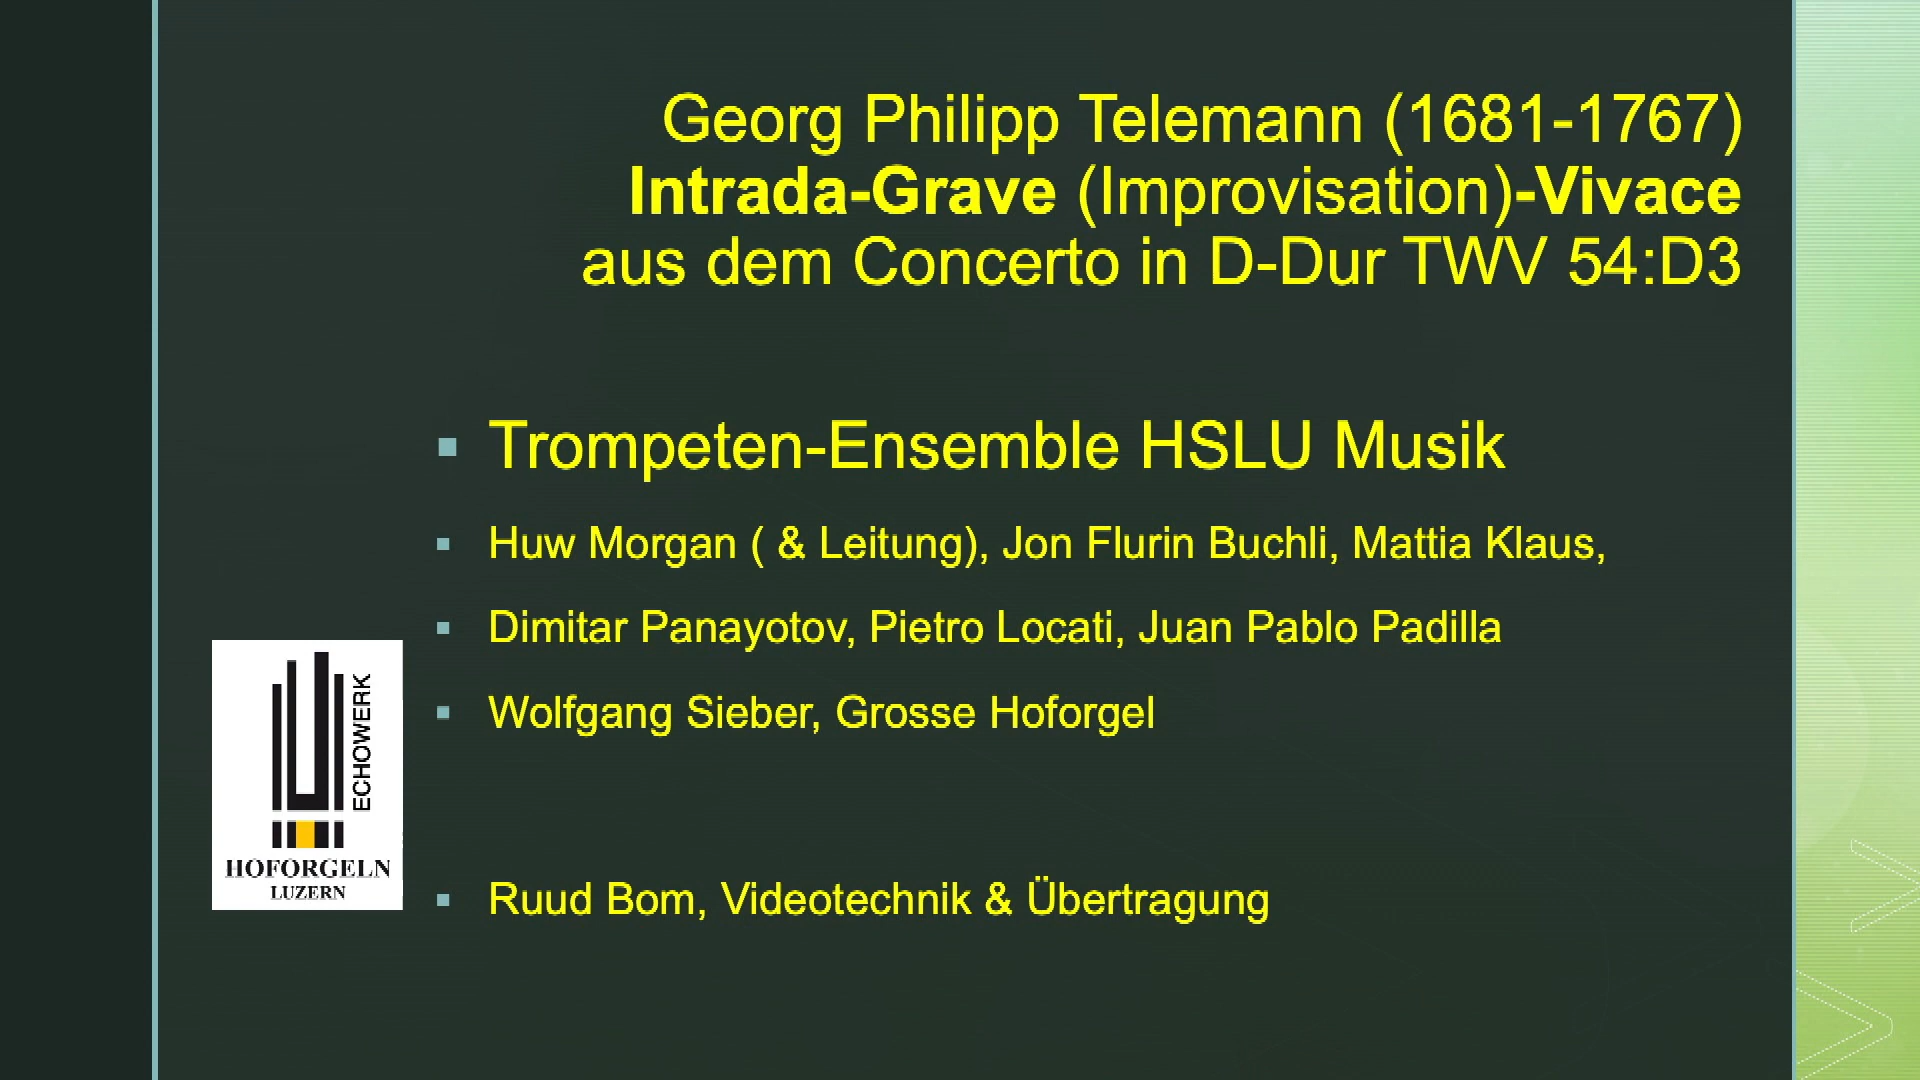 Georg Philipp Telemann (1681-1767)
Intrada-Grave (Improvisation)-Vivace
aus dem Concerto in D-Dur TWV 54:D3
Trompeten-Ensemble HSLU Musik
Huw Morgan ( & Leitung), Jon Flurin Buchli, Mattia Klaus,
Dimitar Panayotov, Pietro Locati, Juan Pablo Padilla
Wolfgang Sieber, Grosse Hoforgel
ECHOWERK
HOFORGELN
LUZERN
Ruud Bom, Videotechnik & Übertragung